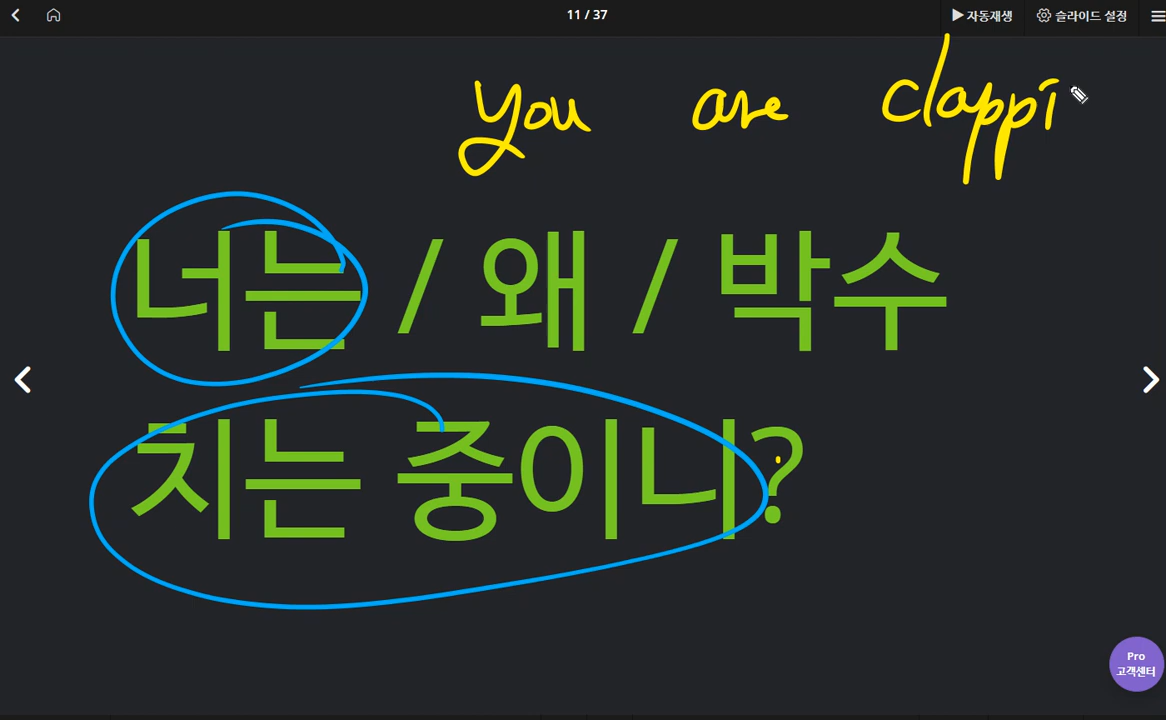 11 / 37
자동재생
슬라이드 설정
you are clappi
너는 / 왜 / 박수
치는 중이니?
Pro
고객센터